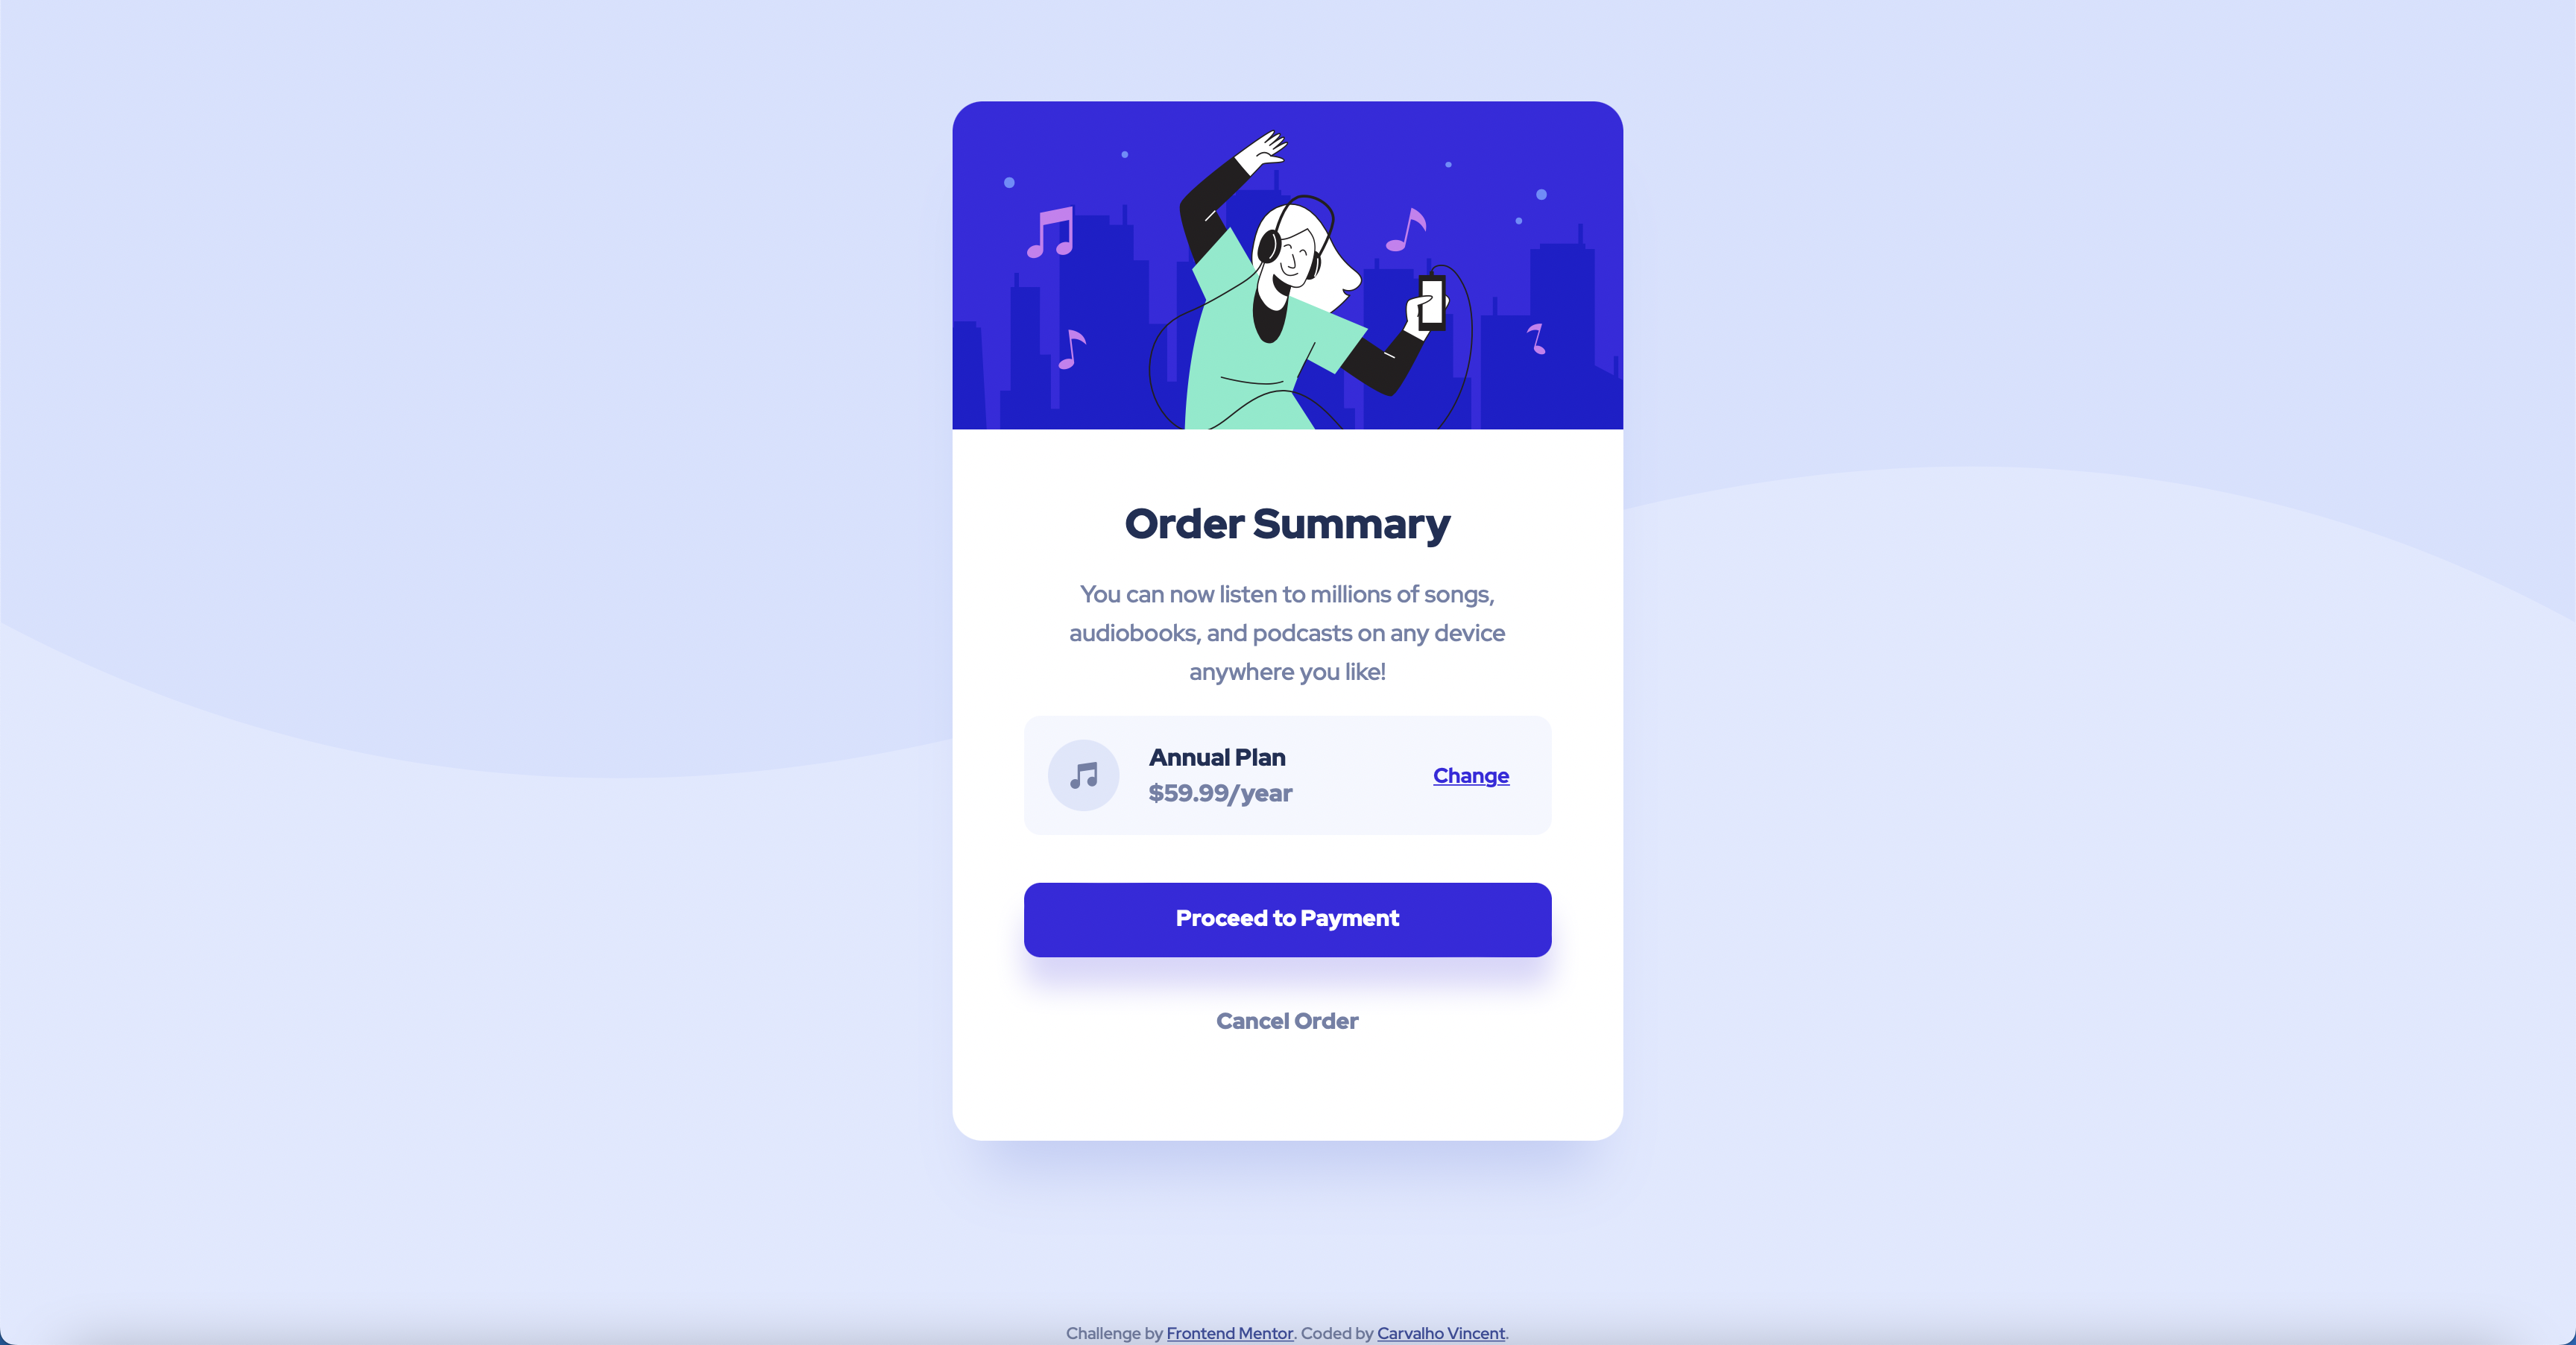 Order Summary
You can now listen to millions of songs,
audiobooks, and podcasts on any device
anywhere you like!
Annual Plan
$59.99/year
Change
Proceed to Payment
Cancel Order
Challenge by Frontend Mentor. Coded by Carvalho Vincent.